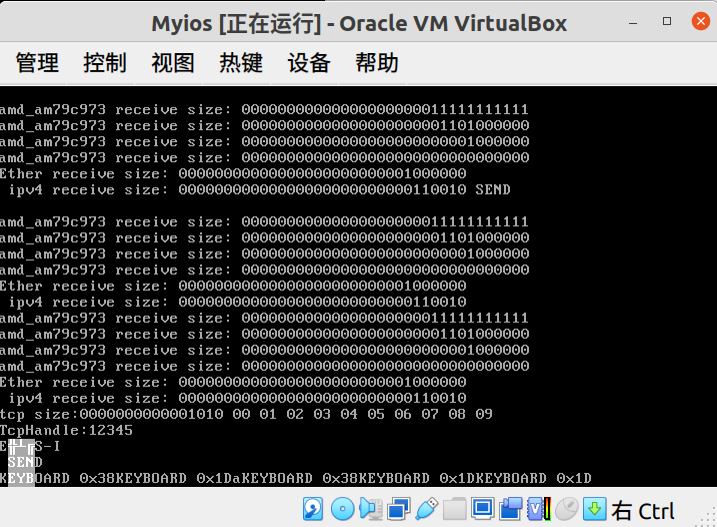 Myios [正在运行] - Oracle VM VirtualBox
管理 控制 视图 热键 设备 帮助
amd_am79c973 receive size: 00000000000000000000011111111111
amd_am79c973 receive size: 00000000000000000000001101000000
amd_am79c973 receive size: 00000000000000000000000001000000
amd_am79c973 receive size: 00000000000000000000000000000000
Ether receive size: 00000000000000000000000001000000
ipv4 receive size: 00000000000000000000000000110010 SEND
amd_am79c973 receive size: 00000000000000000000011111111111
amd_am79c973 receive size: 00000000000000000000001101000000
amd_am79c973 receive size: 00000000000000000000000001000000
amd_am79c973 receive size: 00000000000000000000000000000000
Ether receive size: 00000000000000000000000001000000
ipv4 receive size: 00000000000000000000000000110010
amd_am79c973 receive size: 00000000000000000000011111111111
amd_am79c973 receive size: 00000000000000000000001101000000
amd_am79c973 receive size: 00000000000000000000000001000000
amd_am79c973 receive size: 00000000000000000000000000000000
Ether receive size: 00000000000000000000000001000000
ipv4 receive size: 00000000000000000000000000110010
tcp size:0000000000001010 00 01 02 03 04 05 06 07 08 09
TcpHandle:12345
S-I
SEND
KEYBOARD 0x38KEYBOARD 0x1DaKEYBOARD 0x38KEYBOARD 0x1DKEYBOARD 0x1D
右 Ctrl